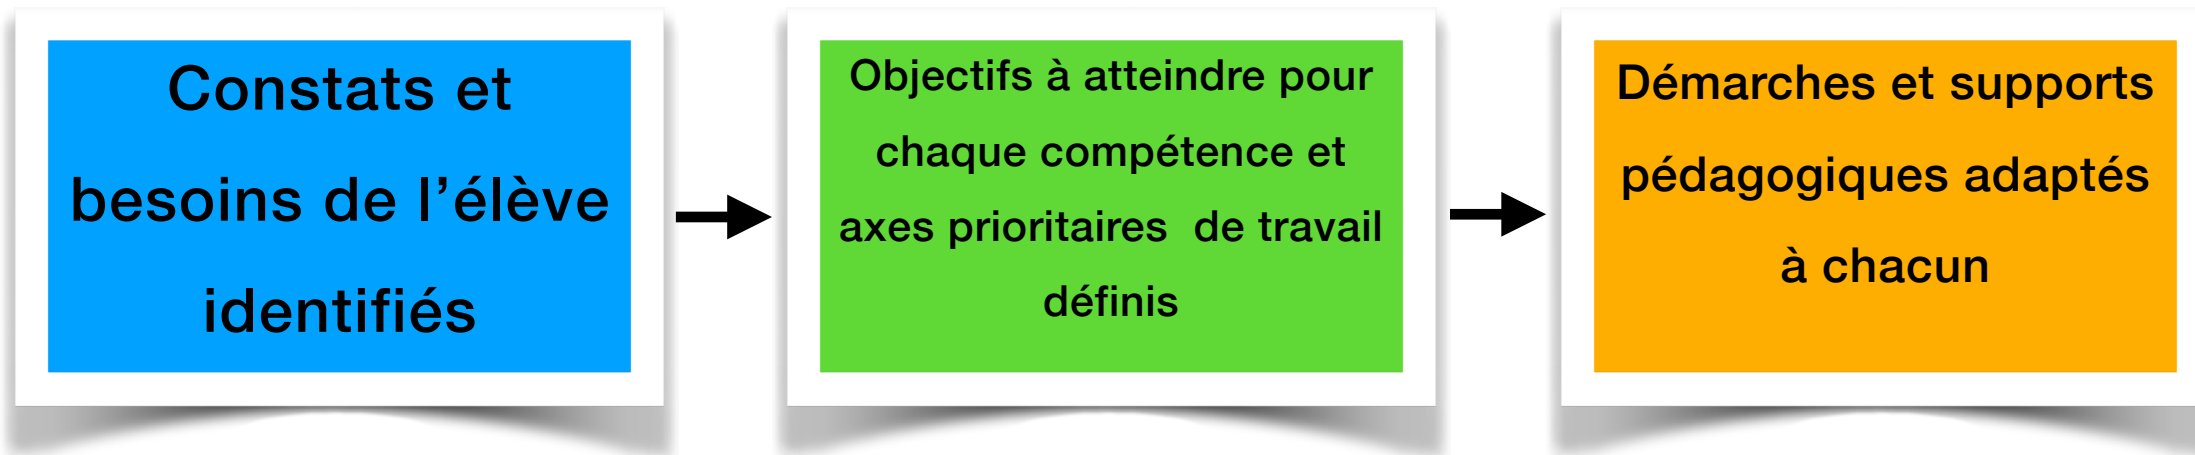 Constats et
besoins de l’élève
identifiés
Objectifs à atteindre pour
chaque compétence et
axes prioritaires de travail
définis
Démarches et supports
pédagogiques adaptés
à chacun